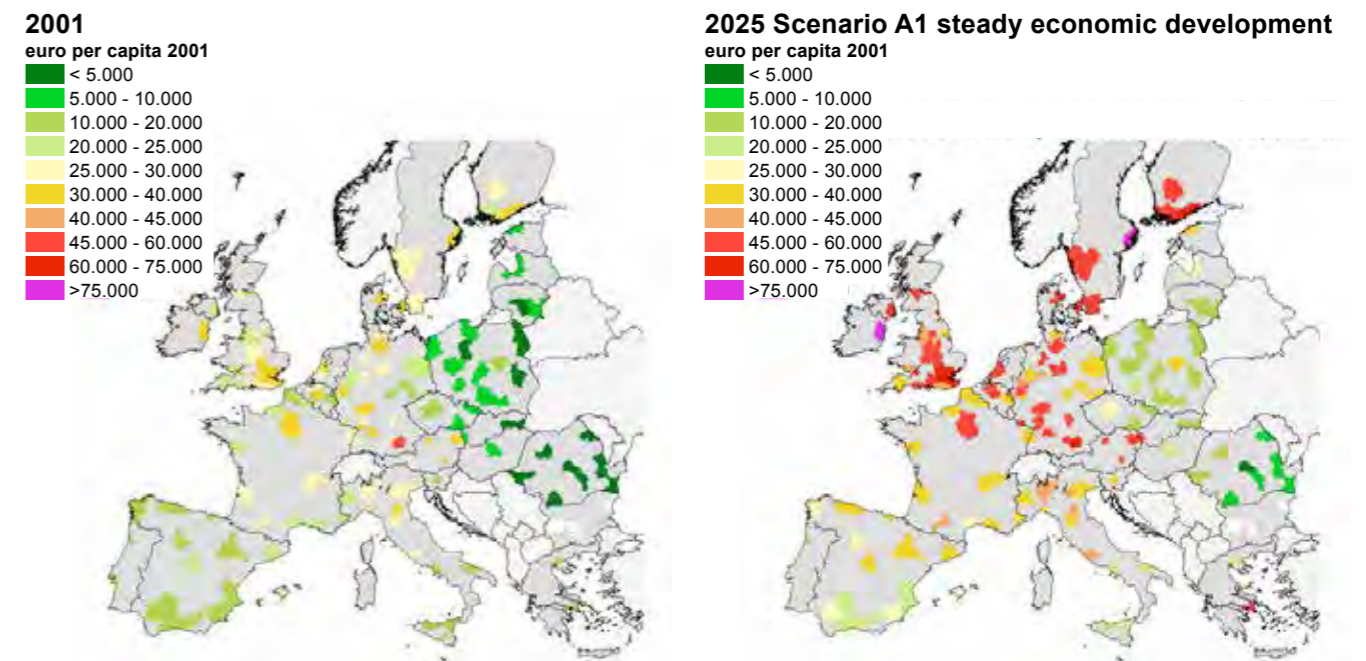 2001
euro per capita 2001
< 5.000
5.000 - 10.000
10.000 - 20.000
20.000 - 25.000
25.000 - 30.000
30.000 - 40.000
40.000 - 45.000
45.000 - 60.000
60.000 - 75.000
>75.000
2025 Scenario A1 steady economic development
euro per capita 2001
< 5.000
5.000 - 10.000
10.000 - 20.000
20.000 - 25.000
25.000 - 30.000
30.000 - 40.000
40.000 - 45.000
45.000 - 60.000
60.000 - 75.000
>75.000